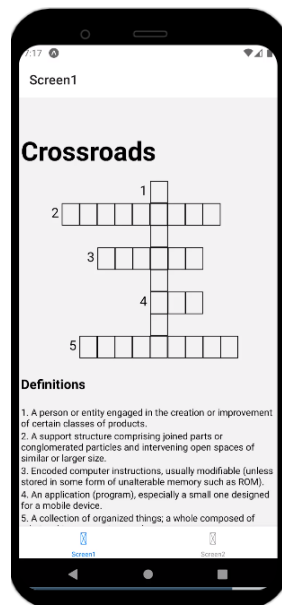 7:17
Screen1
Crossroads
1
2
3
4
5
Definitions
1. A person or entity engaged in the creation or improvement
of certain classes of products.
2. A support structure comprising joined parts or
conglomerated particles and intervening open spaces of
similar or larger size.
3. Encoded computer instructions, usually modifiable (unless
stored in some form of unalterable memory such as ROM).
4. An application (program), especially a small one designed
for a mobile device.
5. A collection of organized things; a whole composed of
Screen1
Screen2